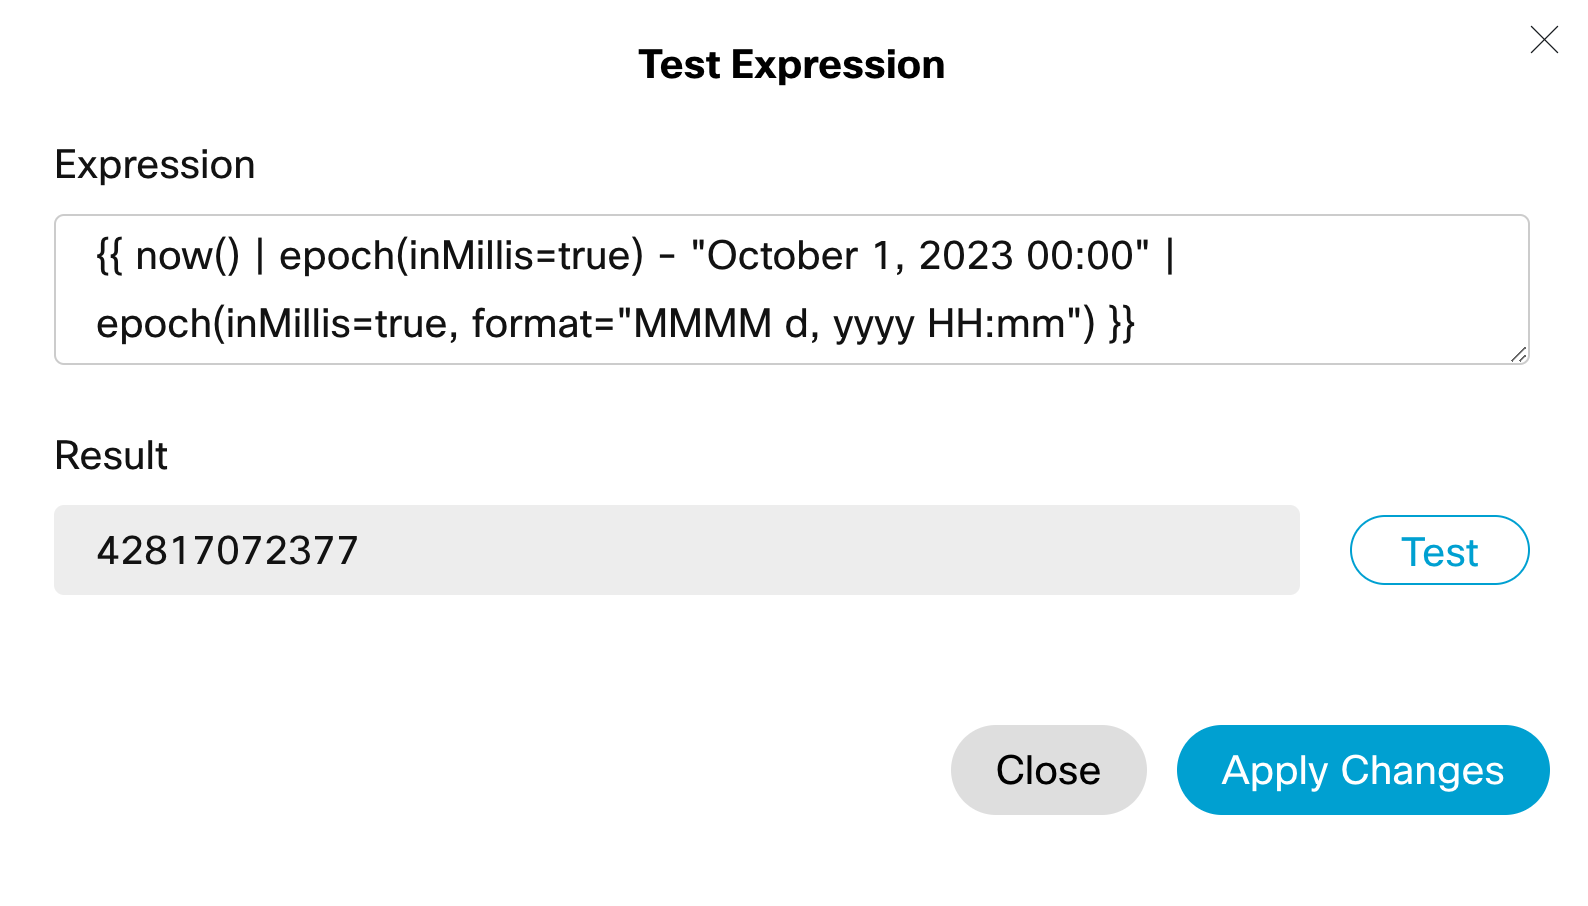 Test Expression
Expression
{{ now() | epoch(inMillis=true) - "October 1, 2023 00:00" |
epoch(inMillis=true, format="MMMM d, yyyy HH:mm") }}
Result
42817072377
Test
Close
Apply Changes